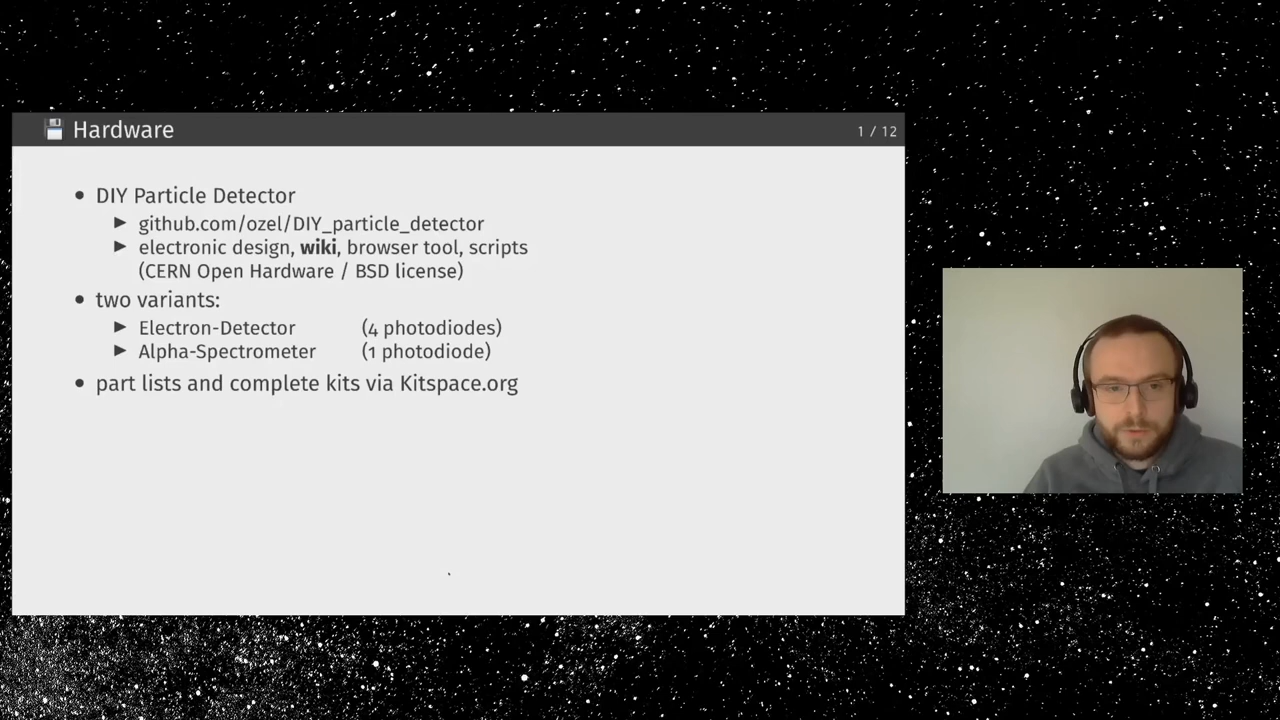 Hardware
1 / 12
• DIY Particle Detector
▶ github.com/ozel/DIY_particle_detector
▶ electronic design, wiki, browser tool, scripts
(CERN Open Hardware / BSD license)
• two variants:
▶ Electron-Detector (4 photodiodes)
▶ Alpha-Spectrometer (1 photodiode)
• part lists and complete kits via Kitspace.org